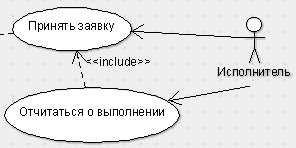 Принять заявку
<<include>>
Исполнитель
Отчитаться о выполнении